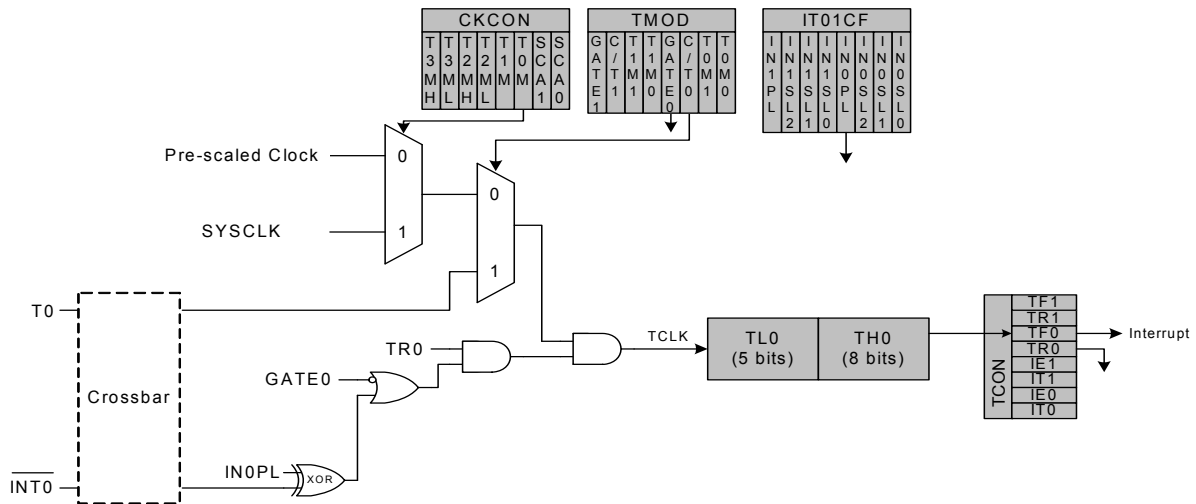 CKCON
T3MH T3ML T2MH T2ML T1M T0M SCA1 SCA0
TMOD
GATE1 C/T1 T1M1 T1M0 GATE0 C/T0 T0M1 T0M0
IT01CF
IN1PL IN1SL2 IN1SL1 IN1SL0 IN0PL IN0SL2 IN0SL1 IN0SL0
Pre-scaled Clock
0
SYSCLK
1
0
1
T0
Crossbar
INT0
TR0
GATE0
IN0PL
XOR
TCLK
TL0
(5 bits)
TH0
(8 bits)
TCON
TF1
TR1
TF0
TR0
IE1
IT1
IE0
IT0
Interrupt